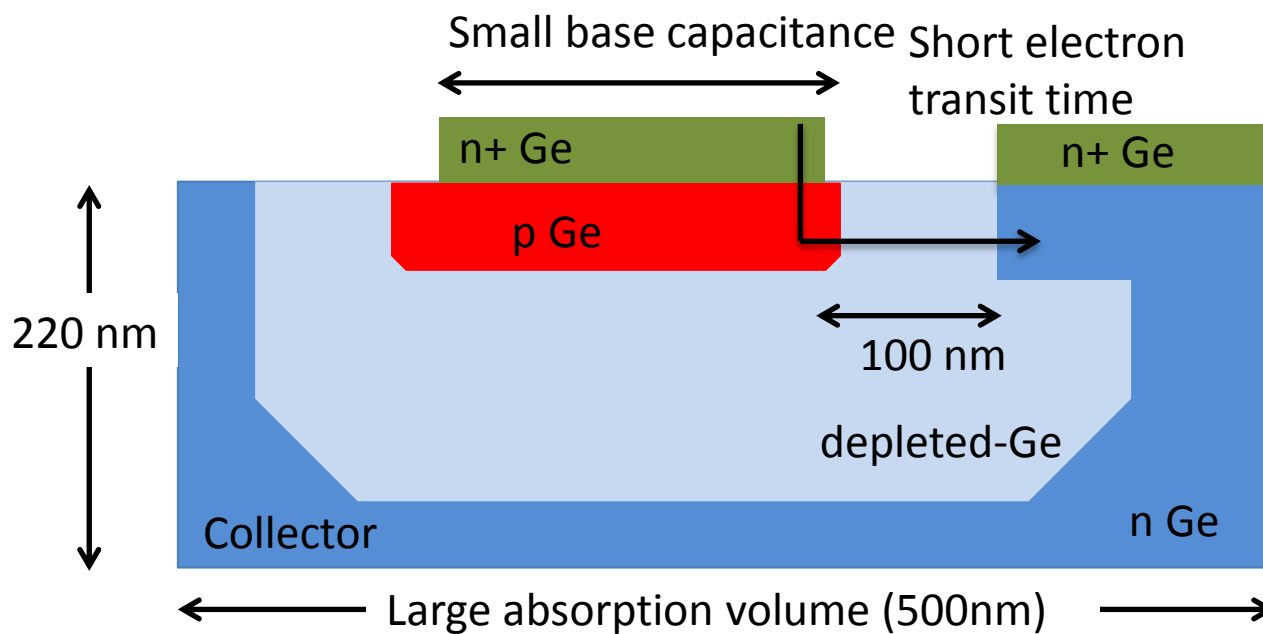 Small base capacitance
Short electron
transit time
n+ Ge
n+ Ge
p Ge
220 nm
100 nm
depleted-Ge
Collector
n Ge
Large absorption volume (500nm)